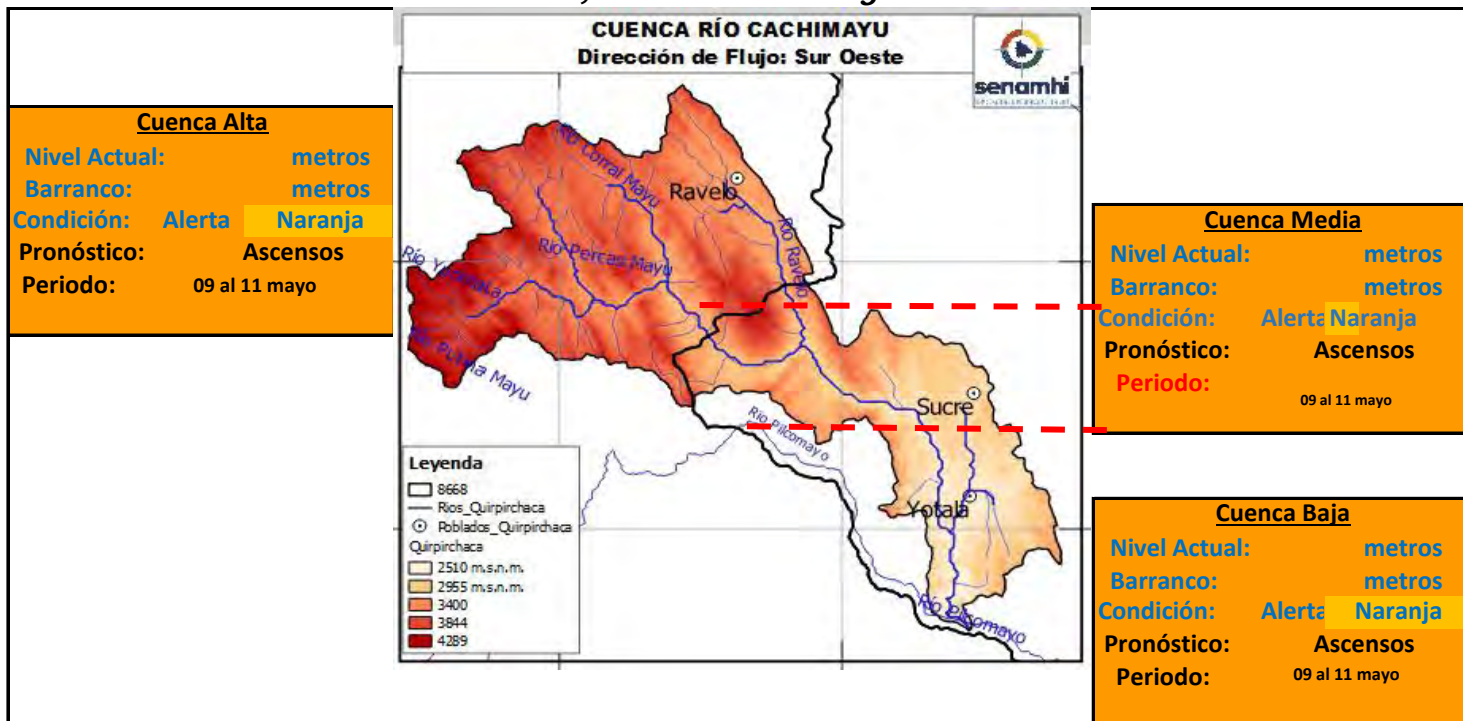 CUENCA RÍO CACHIMAYU
Dirección de Flujo: Sur Oeste
senamhi
Cuenca Alta
Nivel Actual: metros
Barranco: metros
Condición: Alerta Naranja
Pronóstico: Ascensos
Periodo: 09 al 11 mayo
Río Corral Mayu
Ravelo
Río Ravelo
Río Percas Mayu
Mayu
Sucre
Río Pilcomayo
Yotala
Río Pilcomayo
Leyenda
8668
Rios_Quirpirchaca
Poblados_Quirpirchaca
Quirpirchaca
2510 m.s.n.m.
2955 m.s.n.m.
3400
3844
4289
Cuenca Media
Nivel Actual: metros
Barranco: metros
Condición: Alerta Naranja
Pronóstico: Ascensos
Periodo:
09 al 11 mayo
Cuenca Baja
Nivel Actual: metros
Barranco: metros
Condición: Alerta Naranja
Pronóstico: Ascensos
Periodo: 09 al 11 mayo